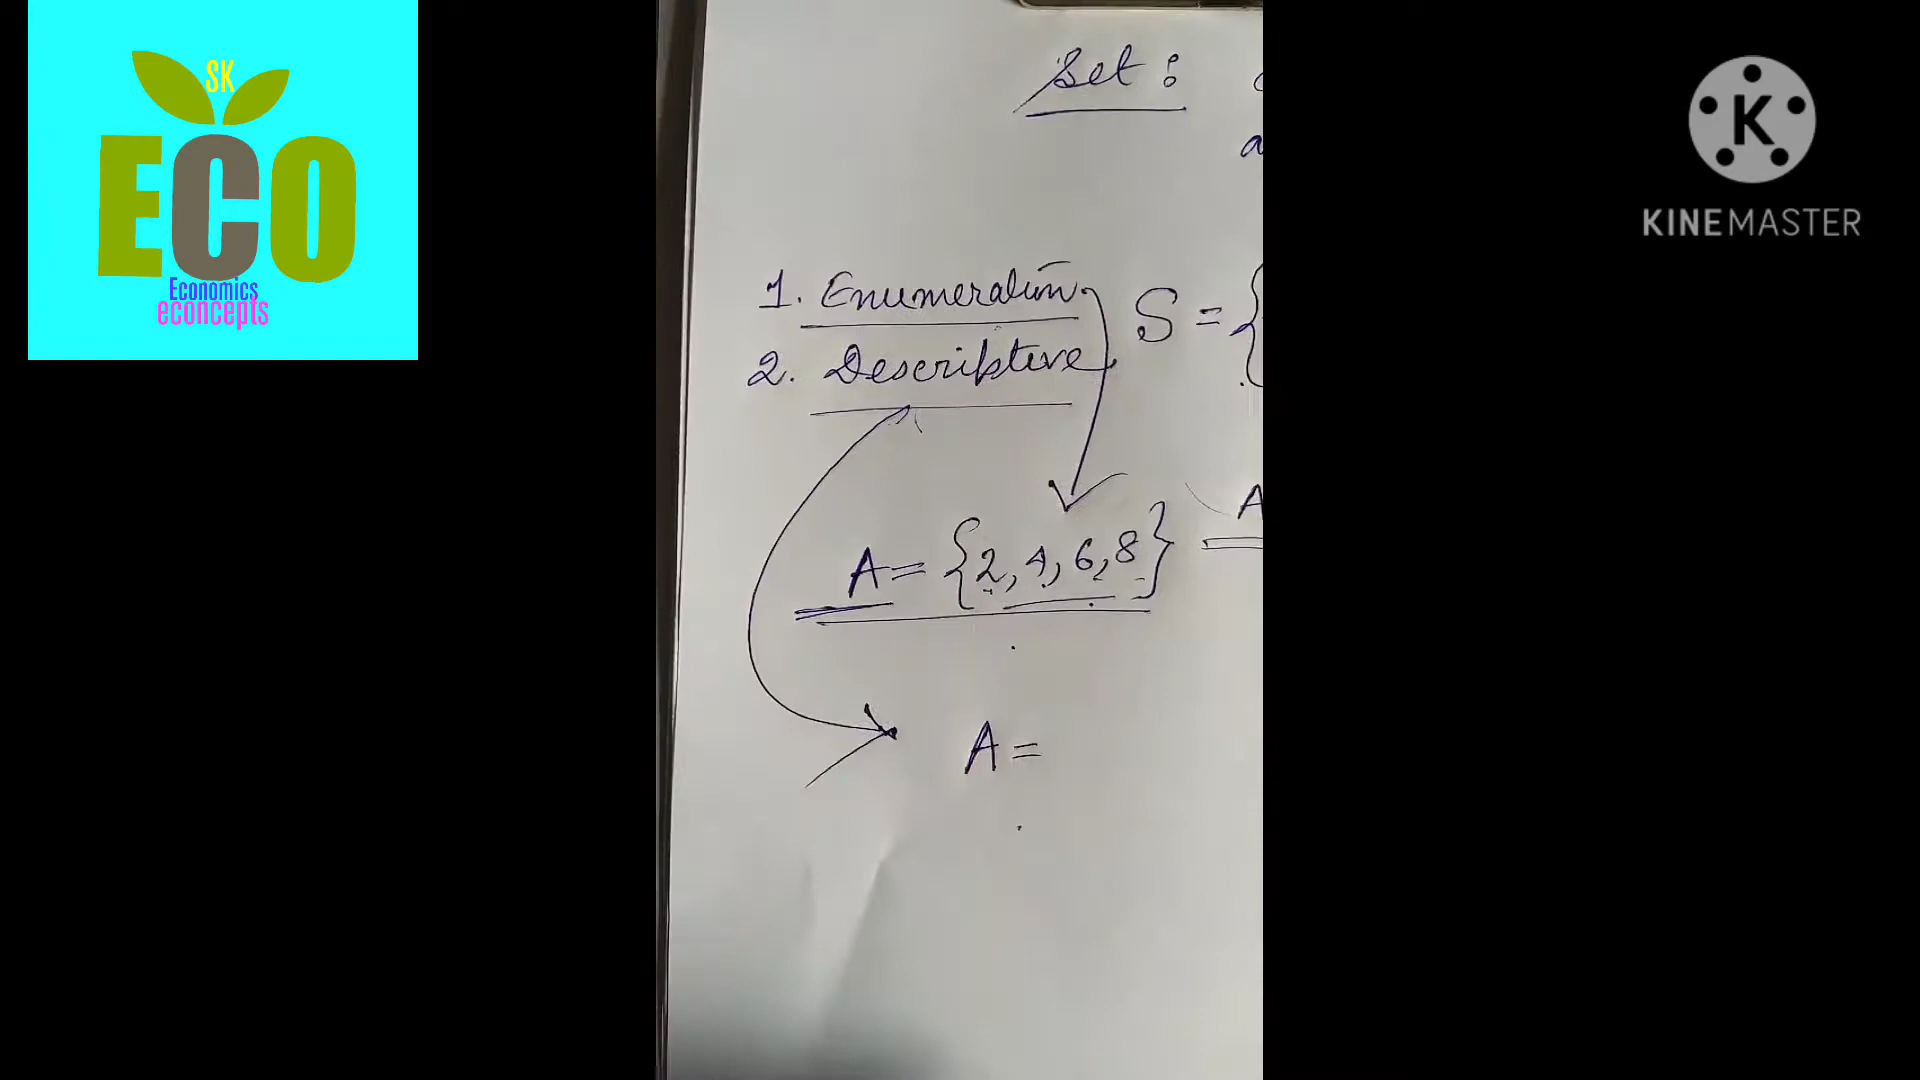 SK
ECO
Economics
econcepts
K
KINEMASTER
Set :
a
1. Enumeration
S = {
2. Descriptive
A = {2, 4, 6, 8}
A
A =